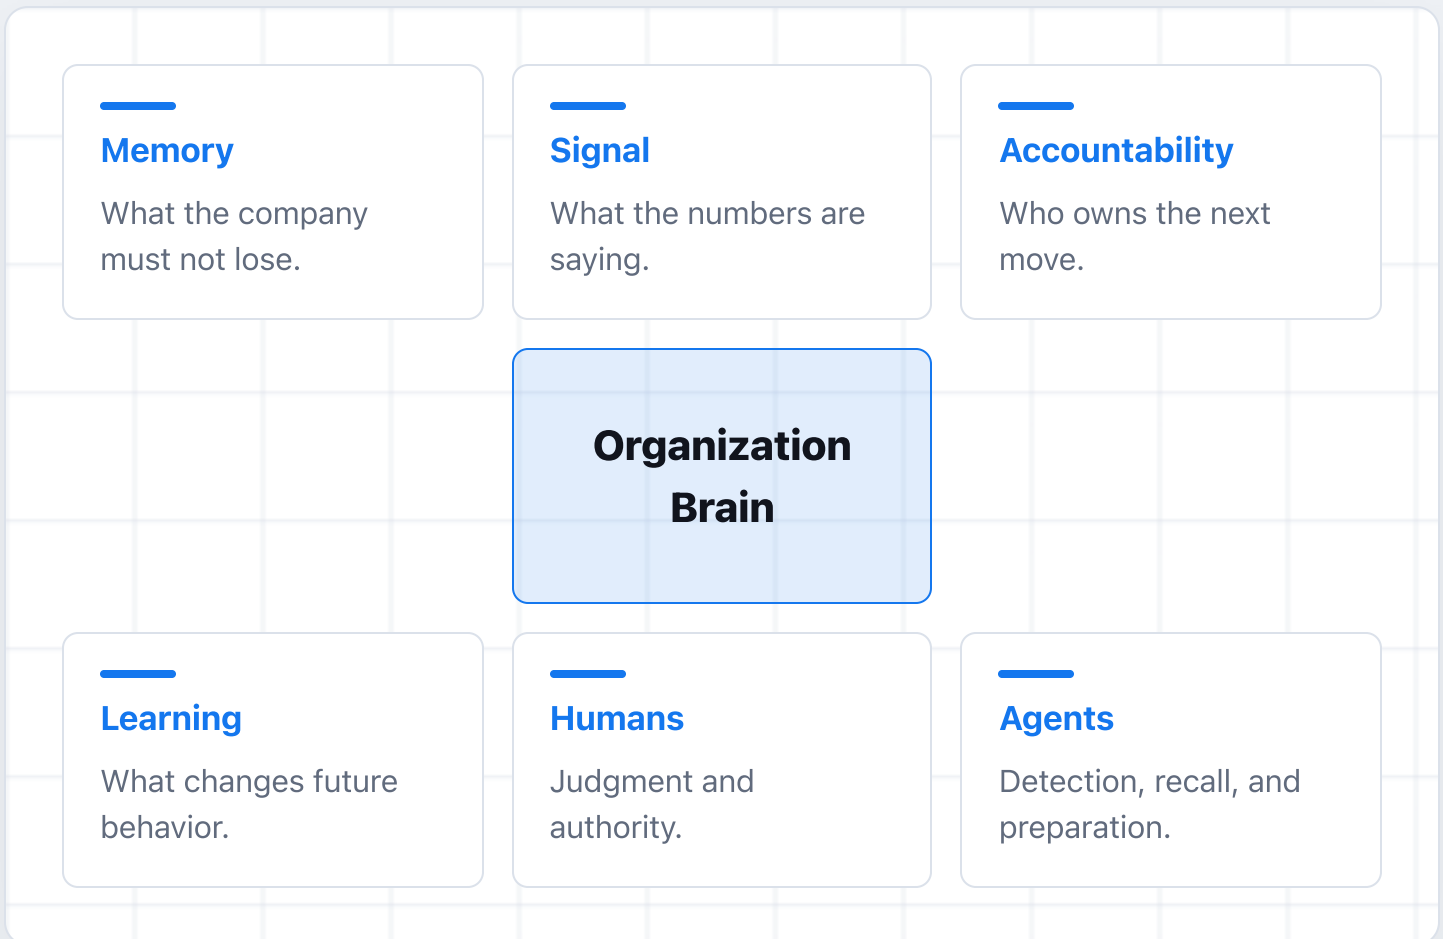 Memory
What the company
must not lose.
Signal
What the numbers are
saying.
Accountability
Who owns the next
move.
Organization
Brain
Learning
What changes future
behavior.
Humans
Judgment and
authority.
Agents
Detection, recall, and
preparation.